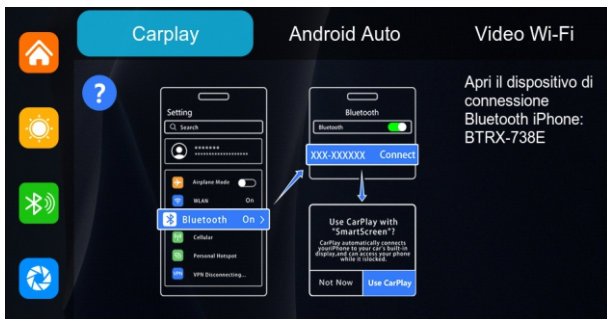 Carplay
Android Auto
Video Wi-Fi
?
Setting
Search
*******
Airplane Mode
WLAN On
Bluetooth On >
Cellular
Personal Hotspot
VPN VPN Disconnecting...
Bluetooth
Bluetooth
XXX-XXXXXX Connect
Use CarPlay with
"SmartScreen"?
CarPlay automatically connects
youriPhone to your car's built-in
display,and can access your phone
while it islocked.
Not Now Use CarPlay
Apri il dispositivo di
connessione
Bluetooth iPhone:
BTRX-738E